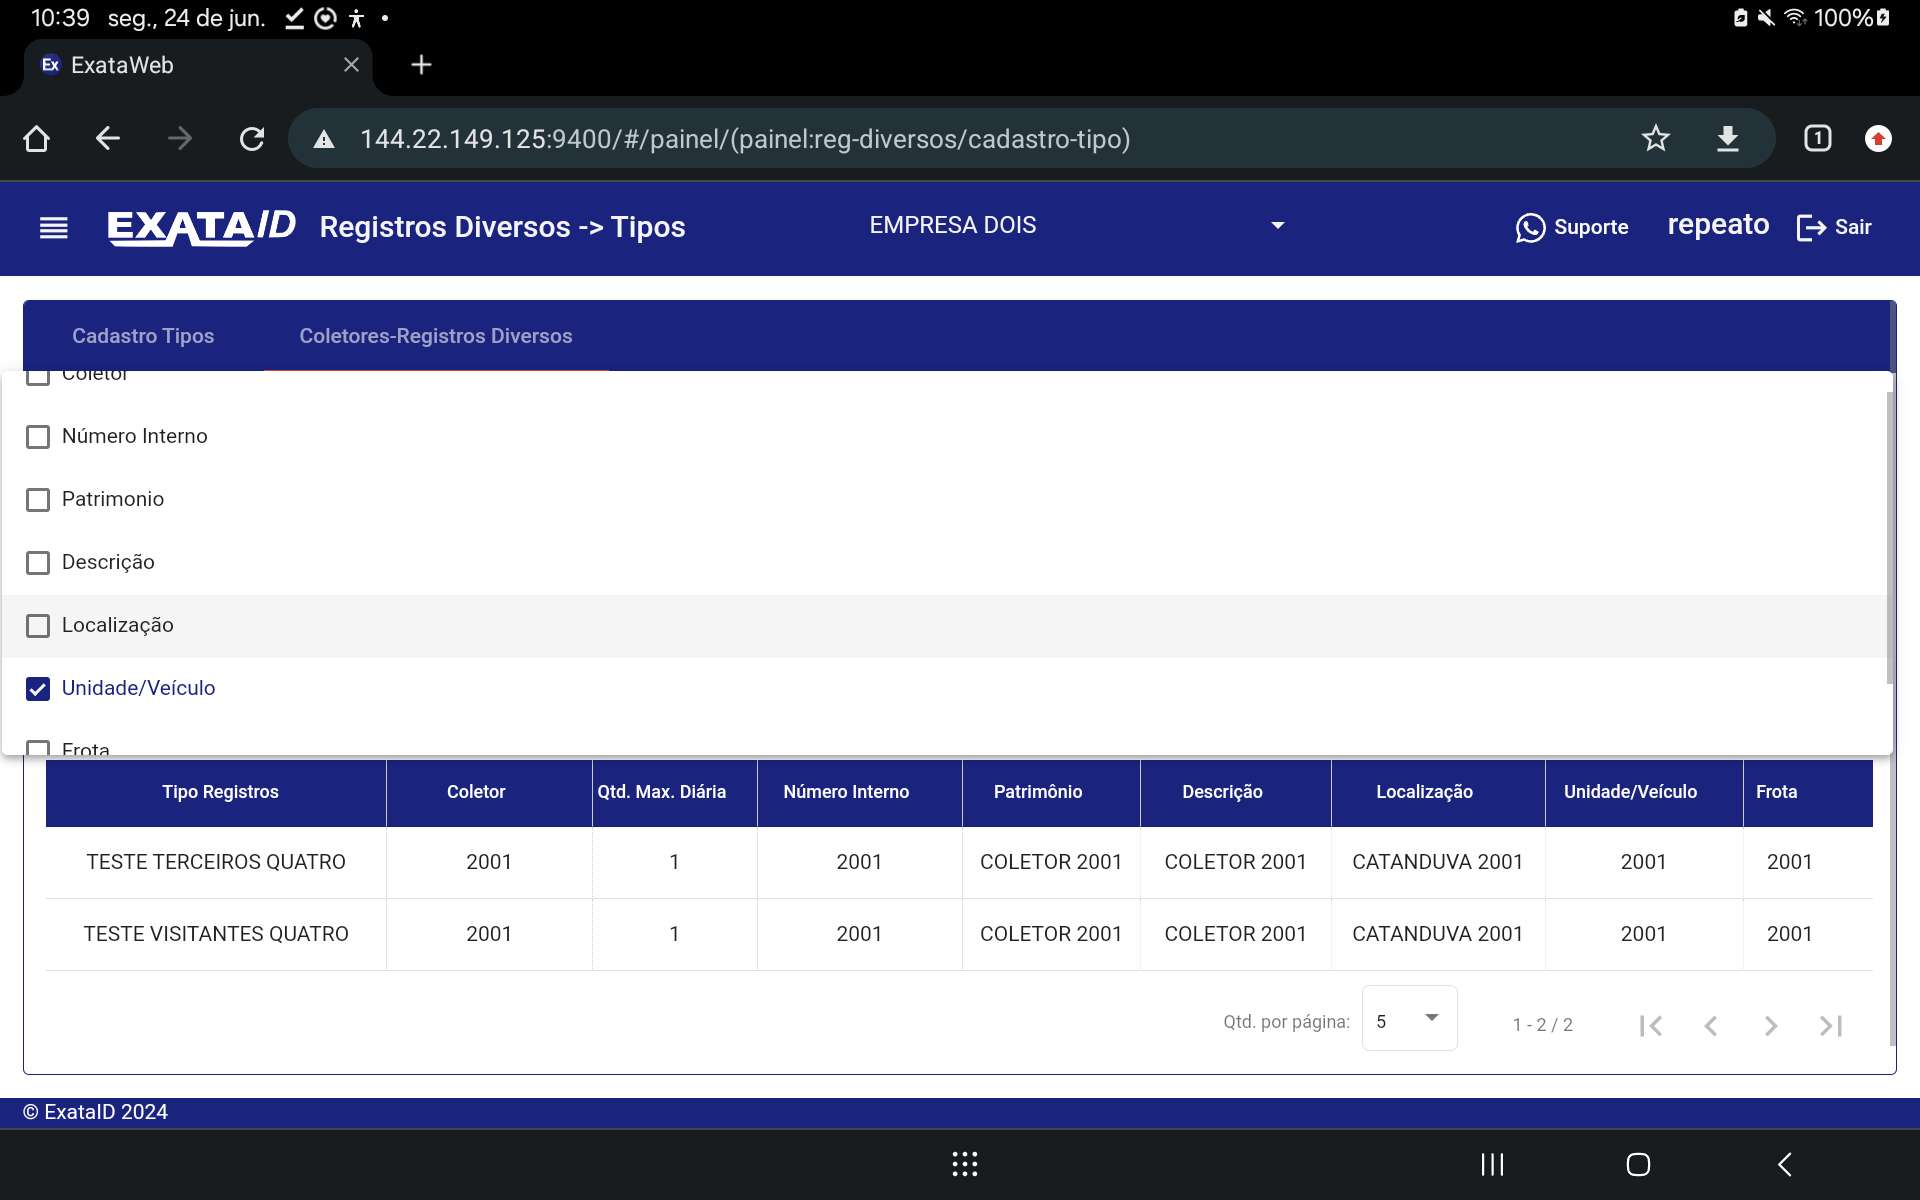 10:39 seg., 24 de jun.
100%
Ex ExataWeb
144.22.149.125:9400/#/painel/(painel:reg-diversos/cadastro-tipo)
1
EXATA/D Registros Diversos -> Tipos EMPRESA DOIS Suporte repeato Sair
Cadastro Tipos Coletores-Registros Diversos
Coletor
Número Interno
Patrimonio
Descrição
Localização
Unidade/Veículo
Frota
Tipo Registros Coletor Qtd. Max. Diária Número Interno Patrimônio Descrição Localização Unidade/Veículo Frota
TESTE TERCEIROS QUATRO 2001 1 2001 COLETOR 2001 COLETOR 2001 CATANDUVA 2001 2001 2001
TESTE VISITANTES QUATRO 2001 1 2001 COLETOR 2001 COLETOR 2001 CATANDUVA 2001 2001 2001
Qtd. por página: 5 1 - 2 / 2
© ExataID 2024